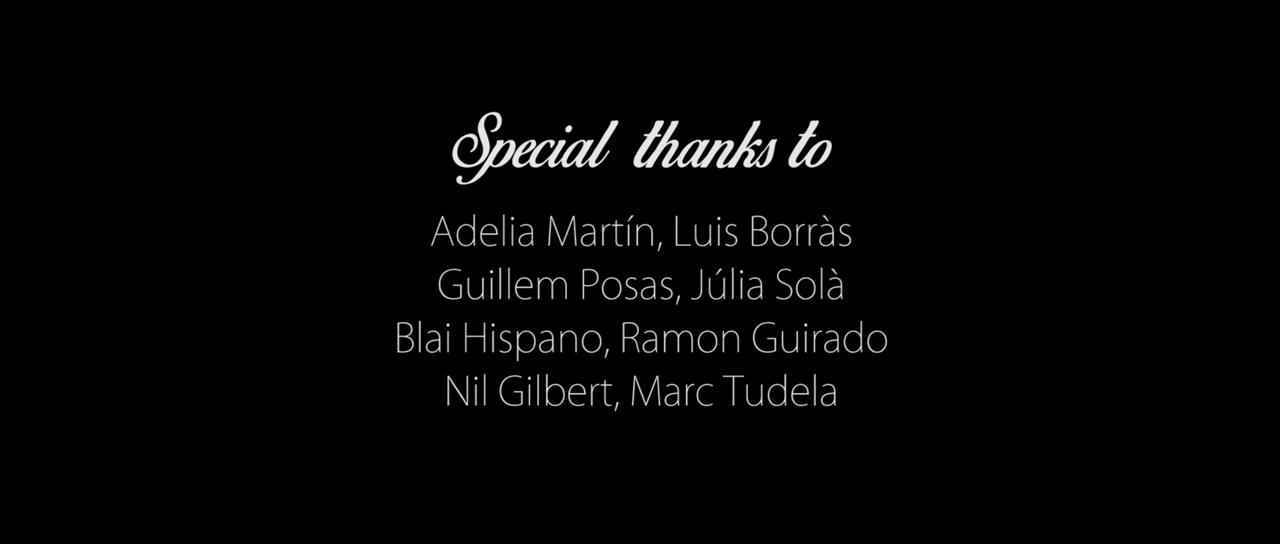 Special thanks to
Adelia Martín, Luis Borràs
Guillem Posas, Júlia Solà
Blai Hispano, Ramon Guirado
Nil Gilbert, Marc Tudela